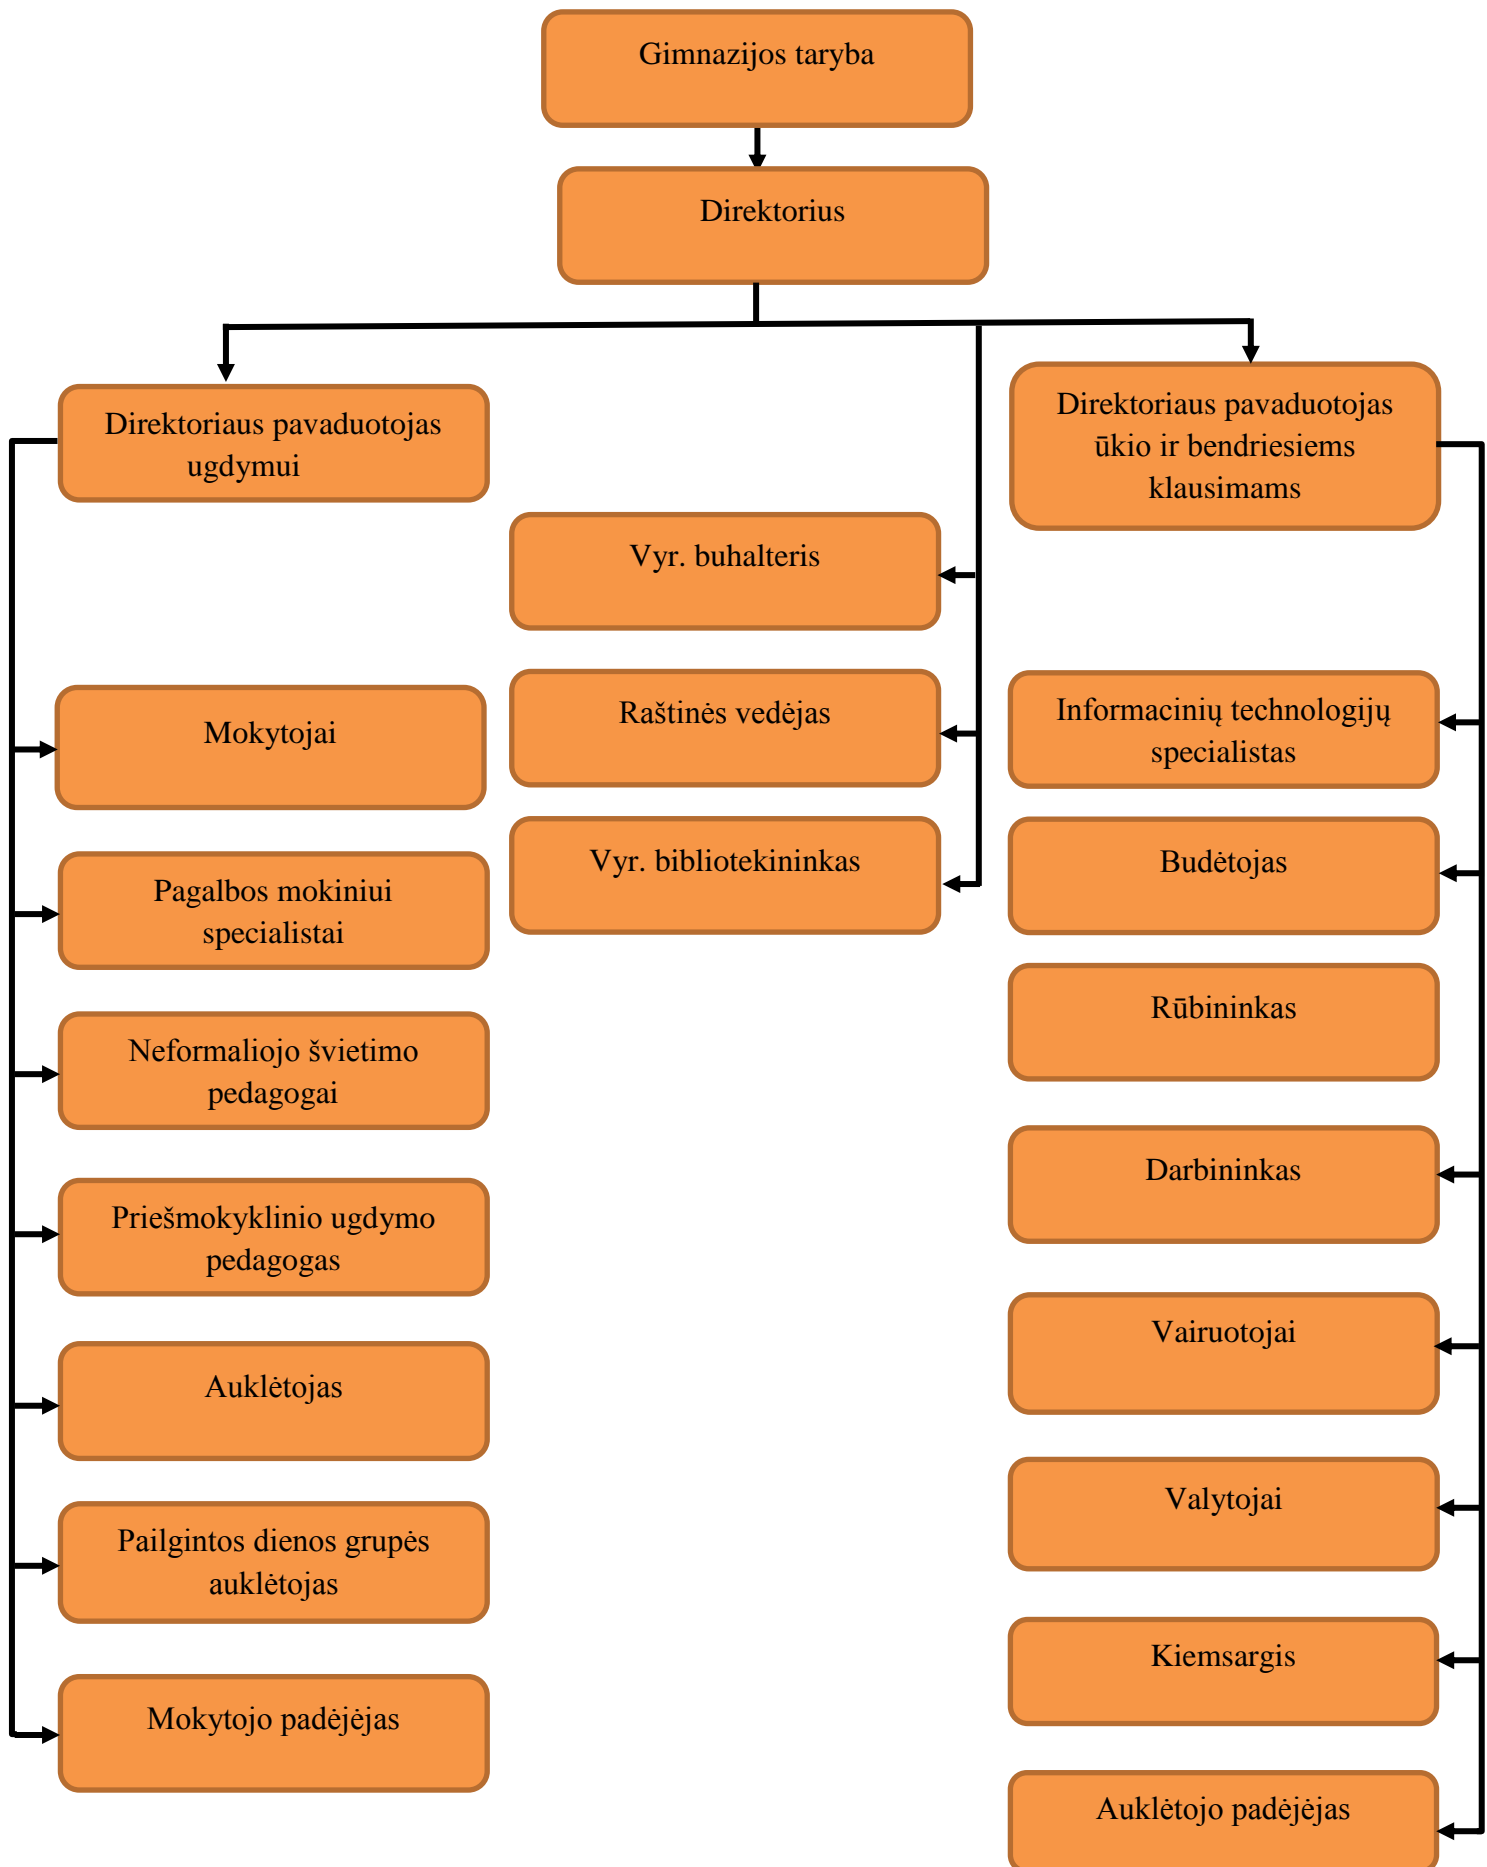 Gimnazijos taryba
Direktorius
Direktoriaus pavaduotojas
ugdymui
Direktoriaus pavaduotojas
ūkio ir bendriesiems
klausimams
Vyr. buhalteris
Raštinės vedėjas
Vyr. bibliotekininkas
Mokytojai
Pagalbos mokiniui
specialistai
Neformaliojo švietimo
pedagogai
Priešmokyklinio ugdymo
pedagogas
Auklėtojas
Pailgintos dienos grupės
auklėtojas
Mokytojo padėjėjas
Informacinių technologijų
specialistas
Budėtojas
Rūbininkas
Darbininkas
Vairuotojai
Valytojai
Kiemsargis
Auklėtojo padėjėjas